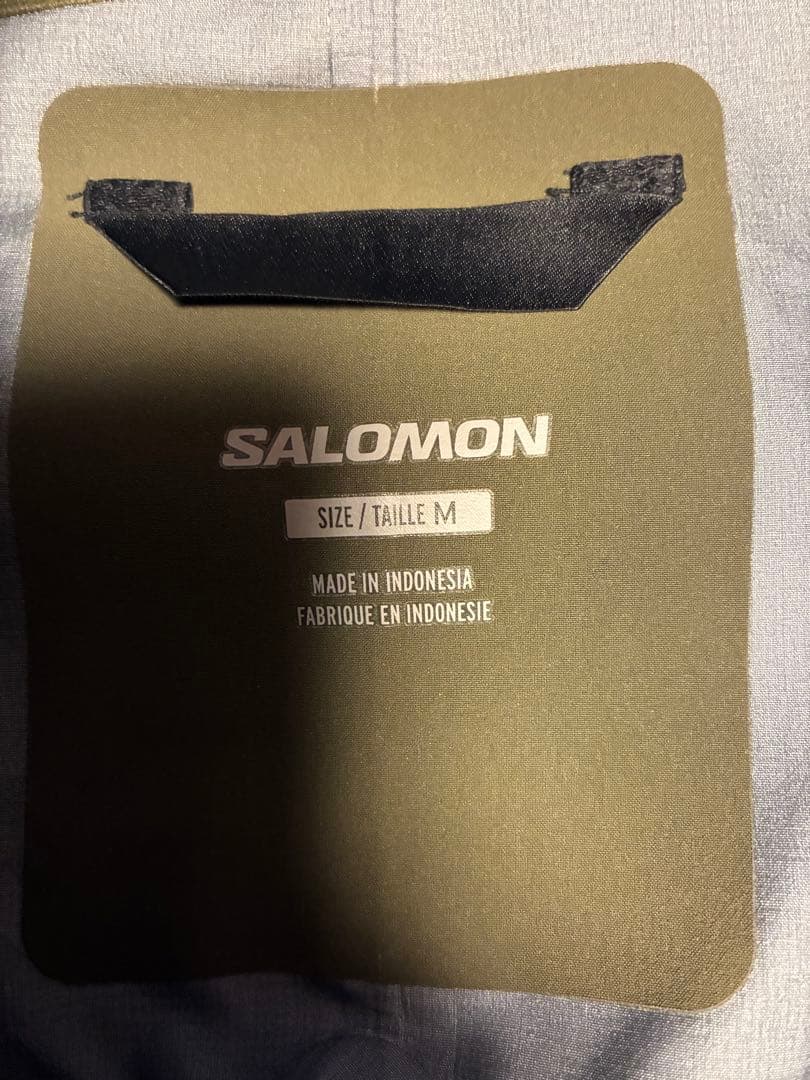 SALOMON
SIZE / TAILLE M
MADE IN INDONESIA
FABRIQUE EN INDONESIE